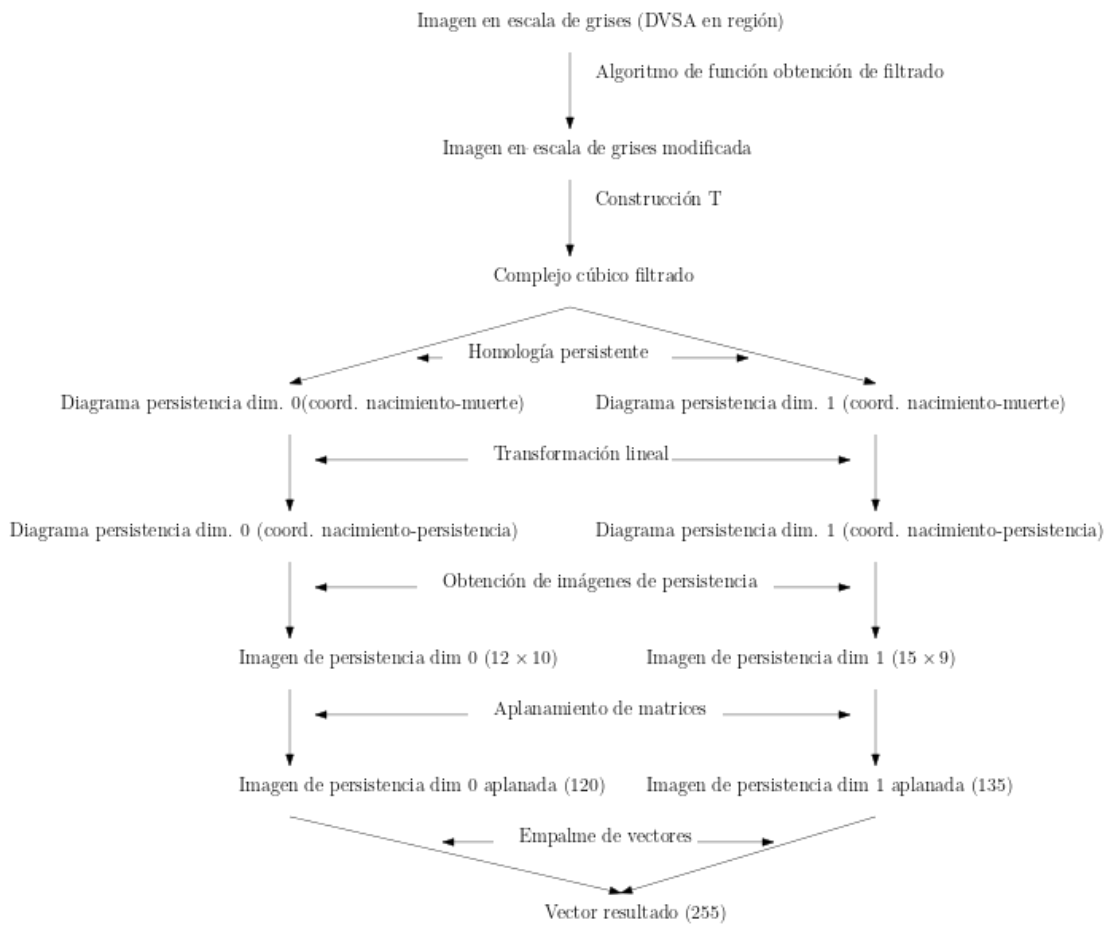 Imagen en escala de grises (DVSA en región)
Algoritmo de función obtención de filtrado
Imagen en escala de grises modificada
Construcción T
Complejo cúbico filtrado
Homología persistente
Diagrama persistencia dim. 0(coord. nacimiento-muerte)
Diagrama persistencia dim. 1 (coord. nacimiento-muerte)
Transformación lineal
Diagrama persistencia dim. 0 (coord. nacimiento-persistencia)
Diagrama persistencia dim. 1 (coord. nacimiento-persistencia)
Obtención de imágenes de persistencia
Imagen de persistencia dim 0 (12 × 10)
Imagen de persistencia dim 1 (15 × 9)
Aplanamiento de matrices
Imagen de persistencia dim 0 aplanada (120)
Imagen de persistencia dim 1 aplanada (135)
Empalme de vectores
Vector resultado (255)